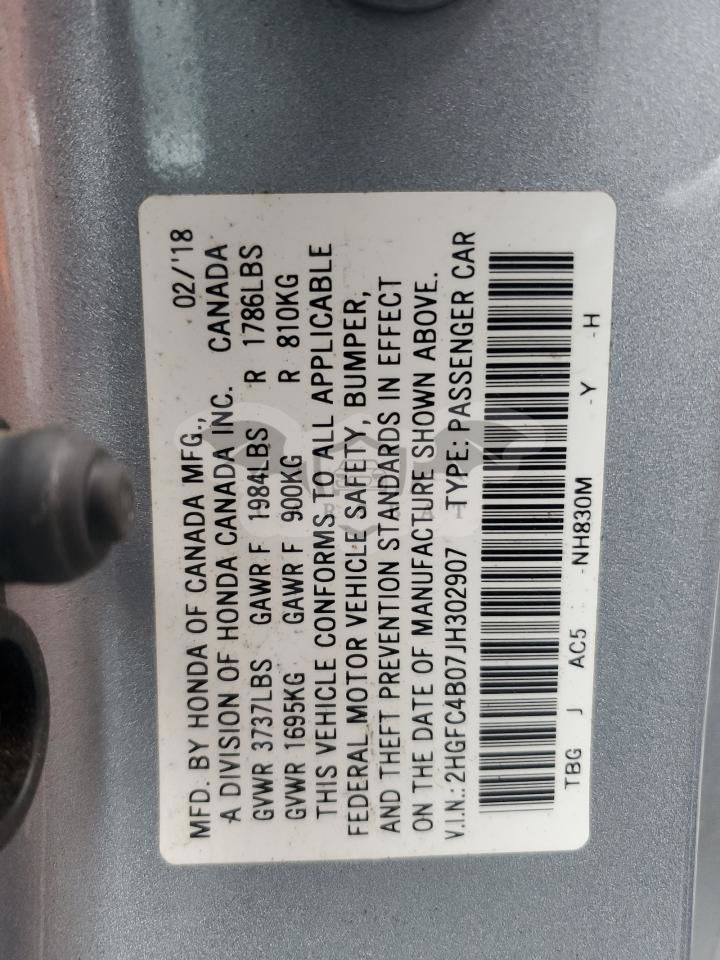 MFD. BY HONDA OF CANADA MFG., 02/'18
A DIVISION OF HONDA CANADA INC. CANADA
GVWR 3737LBS GAWR F 1984LBS R 1786LBS
GVWR 1695KG GAWR F 900KG R 810KG
THIS VEHICLE CONFORMS TO ALL APPLICABLE
FEDERAL MOTOR VEHICLE SAFETY, BUMPER,
AND THEFT PREVENTION STANDARDS IN EFFECT
ON THE DATE OF MANUFACTURE SHOWN ABOVE.
V.I.N.: 2HGFC4B07JH302907 TYPE: PASSENGER CAR
TBG J AC5 -NH830M -Y -H